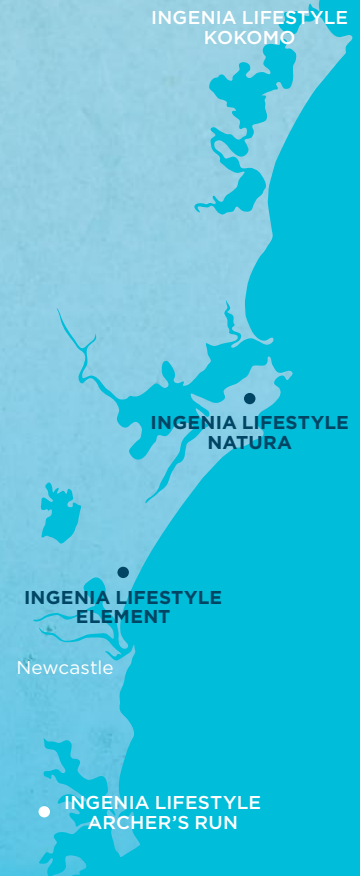 INGENIA LIFESTYLE
KOKOMO
INGENIA LIFESTYLE
NATURA
INGENIA LIFESTYLE
ELEMENT
Newcastle
INGENIA LIFESTYLE
ARCHER’S RUN